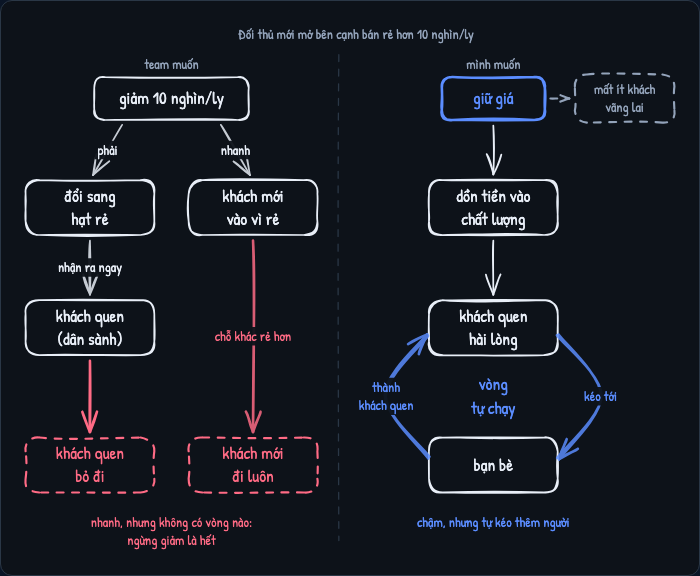 Đối thủ mới mở bên cạnh bán rẻ hơn 10 nghìn/ly
team muốn
giảm 10 nghìn/ly
phải
nhanh
đổi sang
hạt rẻ
khách mới
vào vì rẻ
nhận ra ngay
khách quen
(dân sành)
chỗ khác rẻ hơn
khách quen
bỏ đi
khách mới
đi luôn
nhanh, nhưng không có vòng nào:
ngừng giảm là hết
mình muốn
giữ giá
mất ít khách
vãng lai
dồn tiền vào
chất lượng
khách quen
hài lòng
thành
khách quen
vòng
tự chạy
kéo tới
bạn bè
chậm, nhưng tự kéo thêm người